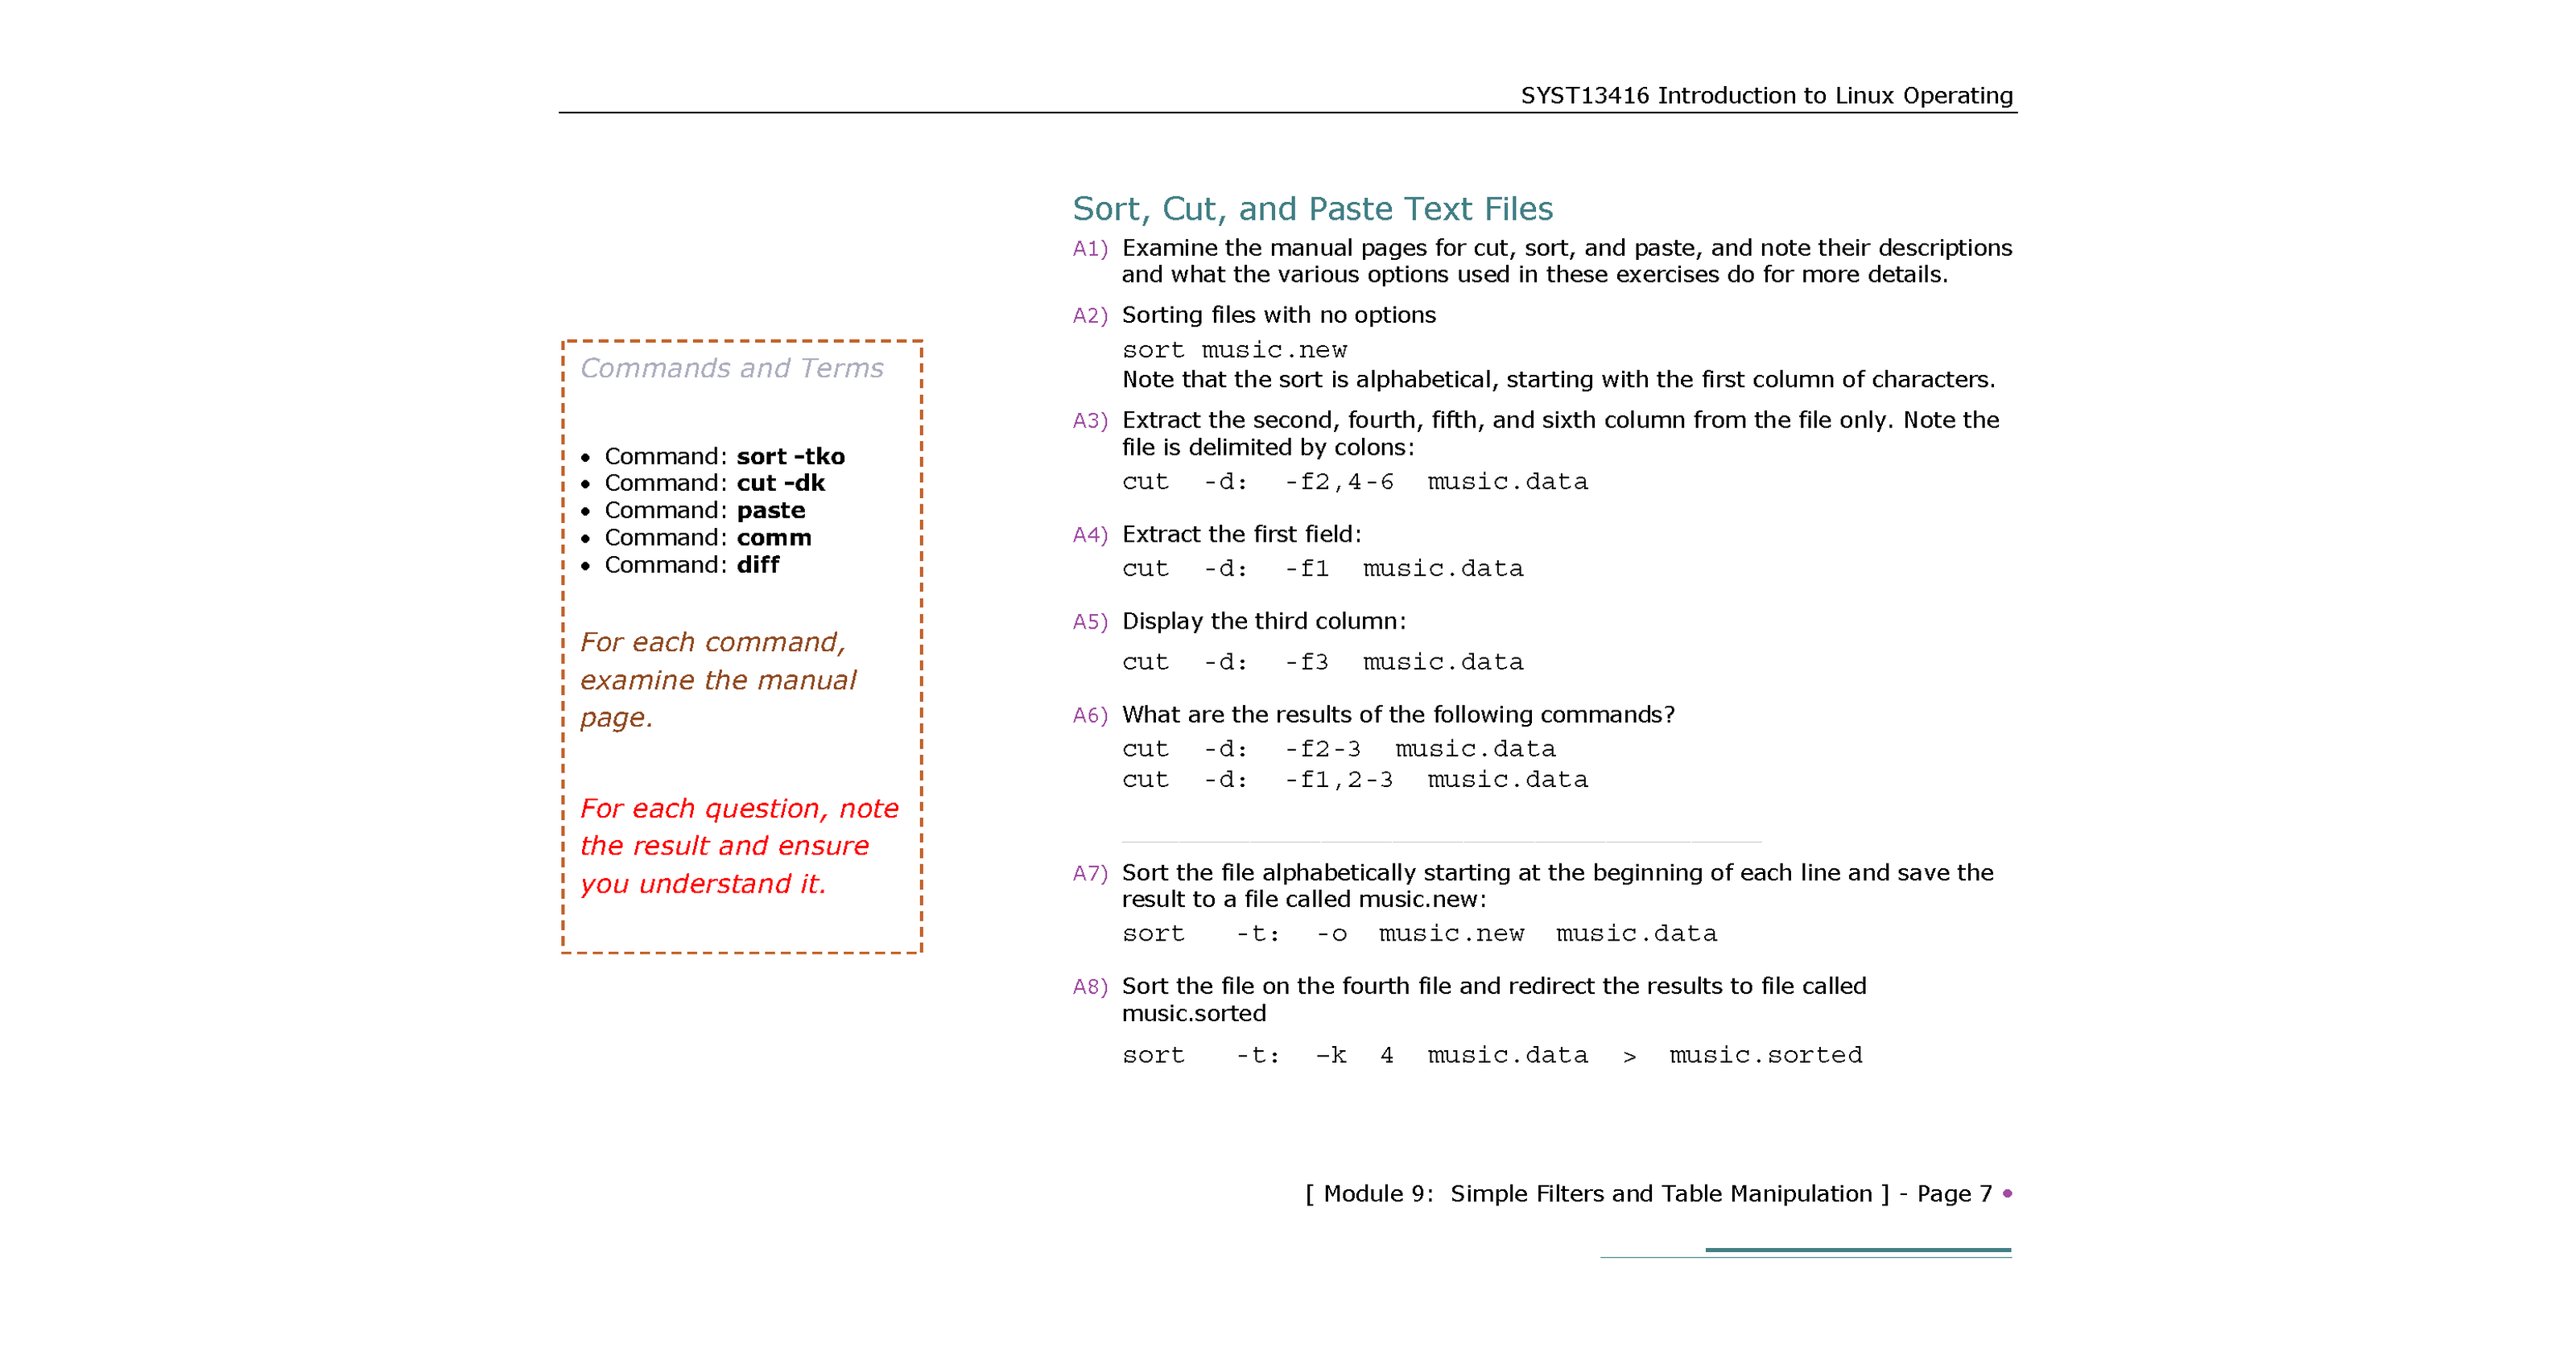 SYST13416 Introduction to Linux Operating
Commands and Terms
• Command: sort -tko
• Command: cut -dk
• Command: paste
• Command: comm
• Command: diff
For each command,
examine the manual
page.
For each question, note
the result and ensure
you understand it.
Sort, Cut, and Paste Text Files
A1) Examine the manual pages for cut, sort, and paste, and note their descriptions
and what the various options used in these exercises do for more details.
A2) Sorting files with no options
sort music.new
Note that the sort is alphabetical, starting with the first column of characters.
A3) Extract the second, fourth, fifth, and sixth column from the file only. Note the
file is delimited by colons:
cut -d: -f2,4-6 music.data
A4) Extract the first field:
cut -d: -f1 music.data
A5) Display the third column:
cut -d: -f3 music.data
A6) What are the results of the following commands?
cut -d: -f2-3 music.data
cut -d: -f1,2-3 music.data
A7) Sort the file alphabetically starting at the beginning of each line and save the
result to a file called music.new:
sort -t: -o music.new music.data
A8) Sort the file on the fourth file and redirect the results to file called
music.sorted
sort -t: –k 4 music.data > music.sorted
[ Module 9: Simple Filters and Table Manipulation ] - Page 7 •